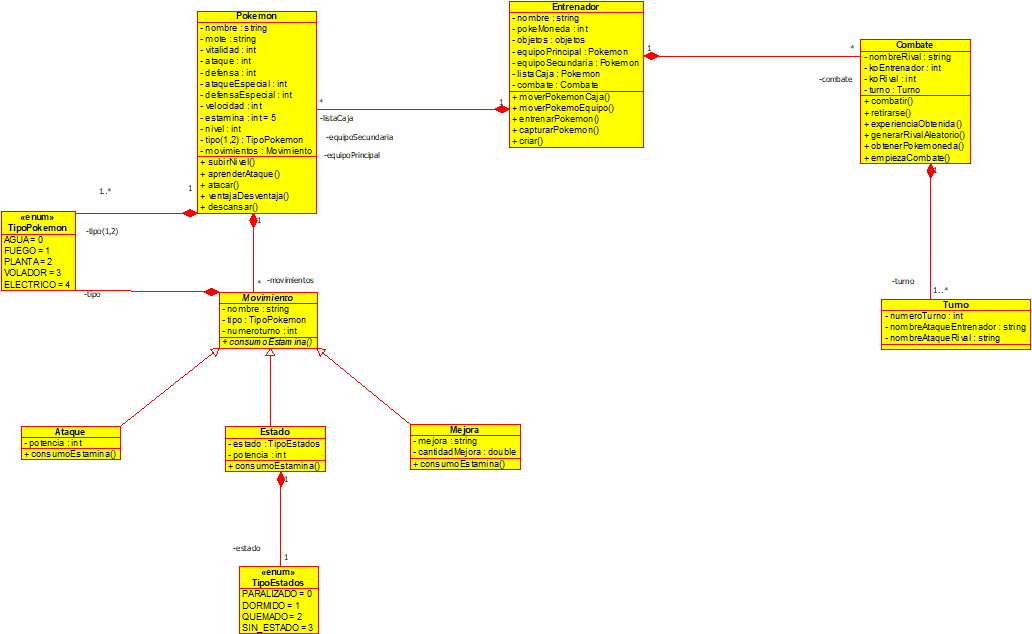 Pokemon
- nombre : string
- mote : string
- vitalidad : int
- ataque : int
- defensa : int
- ataqueEspecial : int
- defensaEspecial : int
- velocidad : int
- estamina : int = 5
- nivel : int
- tipo(1,2) : TipoPokemon
- movimientos : Movimiento
+ subirNivel()
+ aprenderAtaque()
+ atacar()
+ ventajaDesventaja()
+ descansar()
Entrenador
- nombre : string
- pokeMoneda : int
- objetos : objetos
- equipoPrincipal : Pokemon
- equipoSecundaria : Pokemon
- listaCaja : Pokemon
- combate : Combate
+ moverPokemonCaja()
+ moverPokemoEquipo()
+ entrenarPokemon()
+ capturarPokemon()
+ criar()
1
*
-combate
Combate
- nombreRival : string
- koEntrenador : int
- koRival : int
- turno : Turno
+ combatir()
+ retirarse()
+ experienciaObtenida()
+ generarRivalAleatorio()
+ obtenerPokemoneda()
+ empiezaCombate()
*
1
-listaCaja
-equipoSecundaria
-equipoPrincipal
1..*
1
-tipo(1,2)
«enum»
TipoPokemon
AGUA = 0
FUEGO = 1
PLANTA = 2
VOLADOR = 3
ELECTRICO = 4
-tipo
1
*
-movimientos
Movimiento
- nombre : string
- tipo : TipoPokemon
- numeroturno : int
+ consumoEstamina()
1
-turno
1..*
Turno
- numeroTurno : int
- nombreAtaqueEntrenador : string
- nombreAtaqueRival : string
Ataque
- potencia : int
+ consumoEstamina()
Estado
- estado : TipoEstados
- potencia : int
+ consumoEstamina()
Mejora
- mejora : string
- cantidadMejora : double
+ consumoEstamina()
1
-estado
1
«enum»
TipoEstados
PARALIZADO = 0
DORMIDO = 1
QUEMADO = 2
SIN_ESTADO = 3